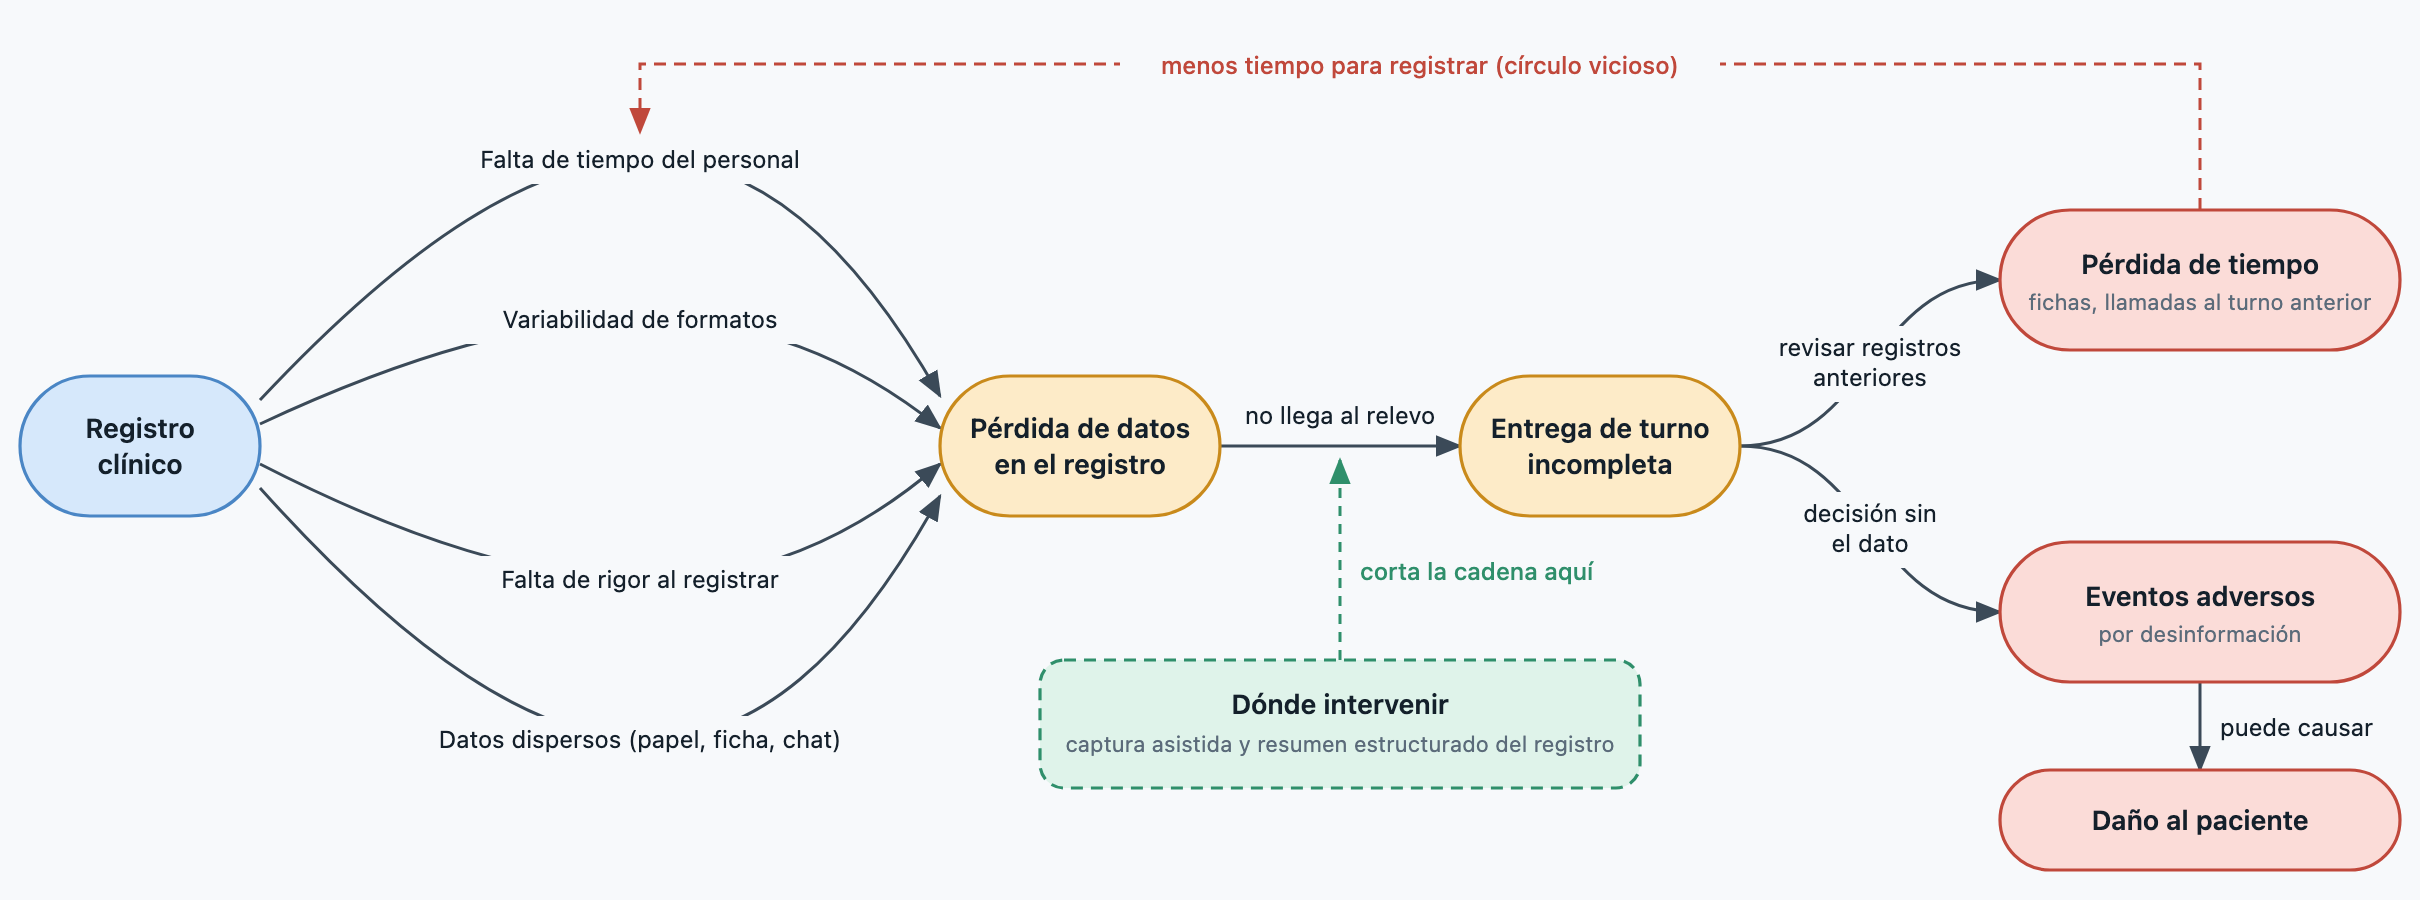 menos tiempo para registrar (círculo vicioso)
Falta de tiempo del personal
Variabilidad de formatos
Registro
clínico
Falta de rigor al registrar
Datos dispersos (papel, ficha, chat)
Pérdida de datos
en el registro
no llega al relevo
Entrega de turno
incompleta
corta la cadena aquí
Dónde intervenir
captura asistida y resumen estructurado del registro
revisar registros
anteriores
Pérdida de tiempo
fichas, llamadas al turno anterior
decisión sin
el dato
Eventos adversos
por desinformación
puede causar
Daño al paciente